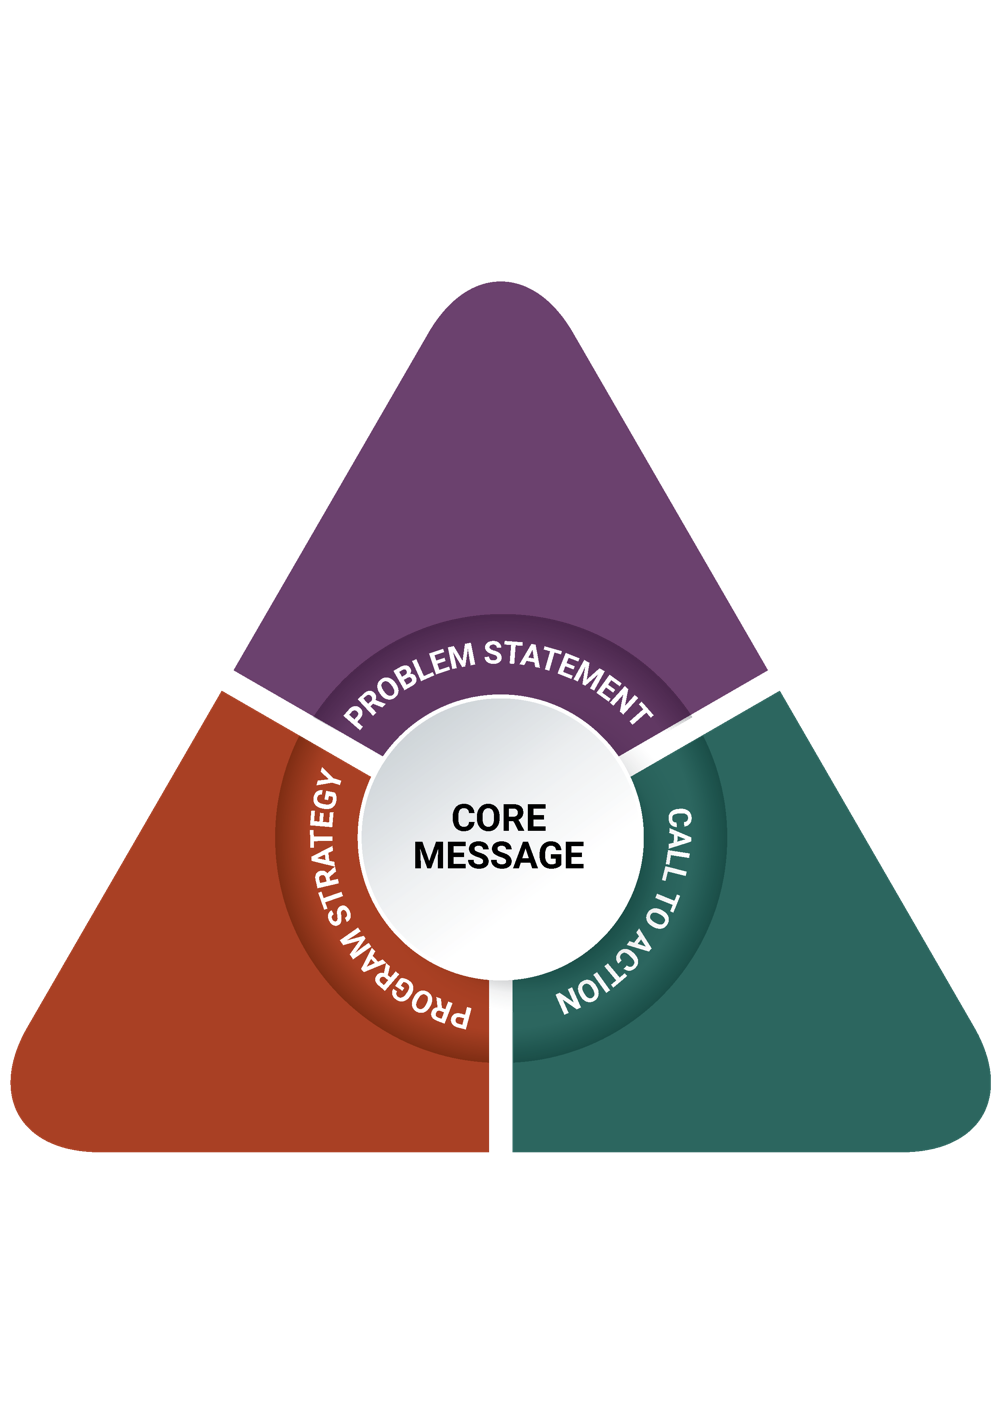 PROBLEM STATEMENT
PROGRAM STRATEGY
CORE
MESSAGE
CALL TO ACTION